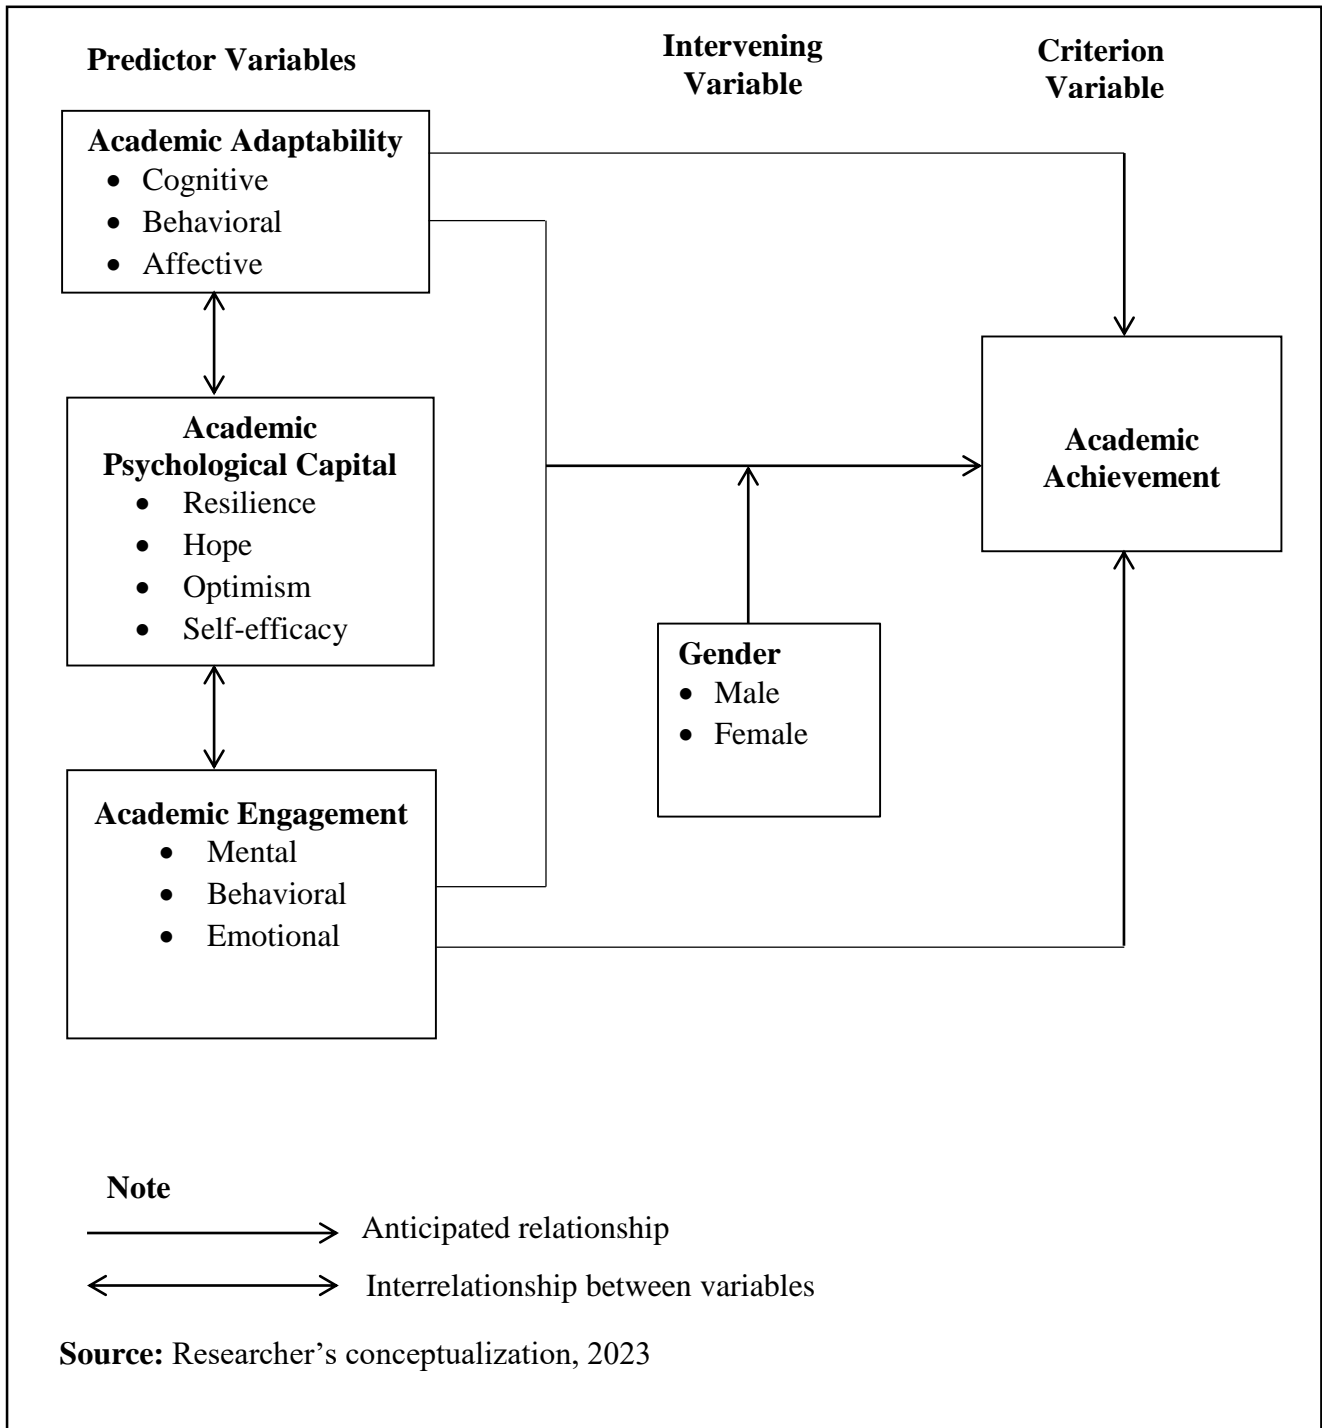 Predictor Variables
Intervening
Variable
Criterion
Variable
Academic Adaptability
• Cognitive
• Behavioral
• Affective
Academic
Psychological Capital
• Resilience
• Hope
• Optimism
• Self-efficacy
Academic Engagement
• Mental
• Behavioral
• Emotional
Gender
• Male
• Female
Academic
Achievement
Note
Anticipated relationship
Interrelationship between variables
Source: Researcher’s conceptualization, 2023